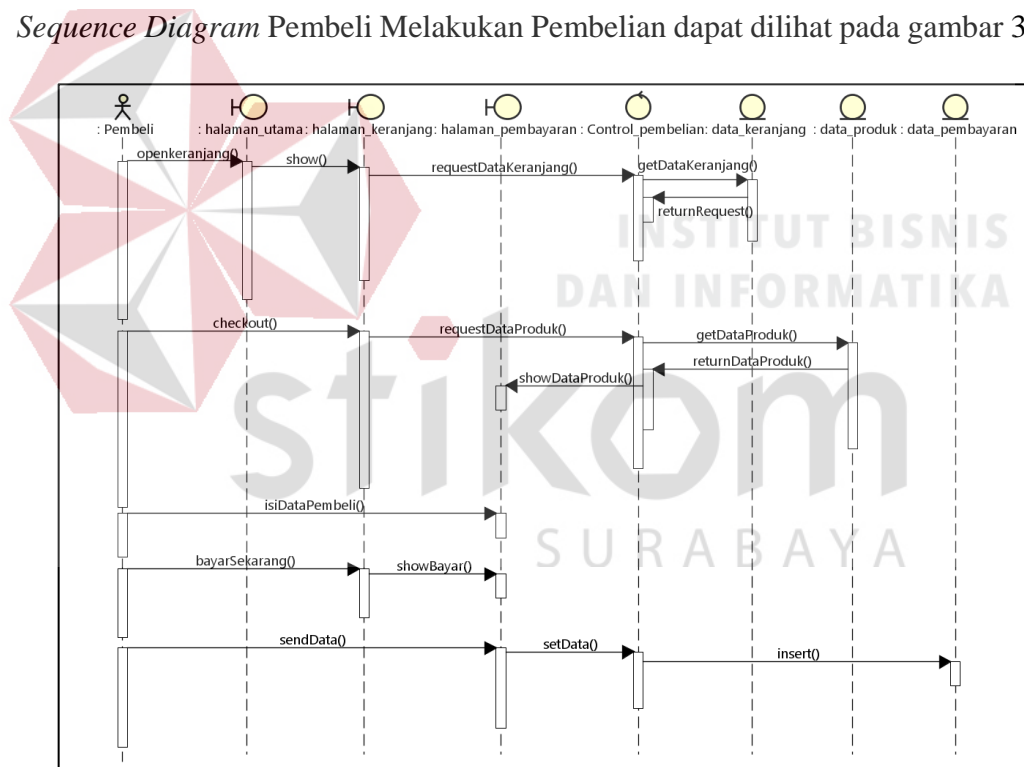 Sequence Diagram Pembeli Melakukan Pembelian dapat dilihat pada gambar 3
: Pembeli : halaman_utama : halaman_keranjang : halaman_pembayaran : Control_pembelian : data_keranjang : data_produk : data_pembayaran
openkeranjang()
show()
requestDataKeranjang()
getDataKeranjang()
returnRequest()
INSTITUT BISNIS
DAN INFORMATIKA
checkout()
requestDataProduk()
getDataProduk()
returnDataProduk()
showDataProduk()
stikom
isiDataPembeli()
SURABAYA
bayarSekarang()
showBayar()
sendData()
setData()
insert()